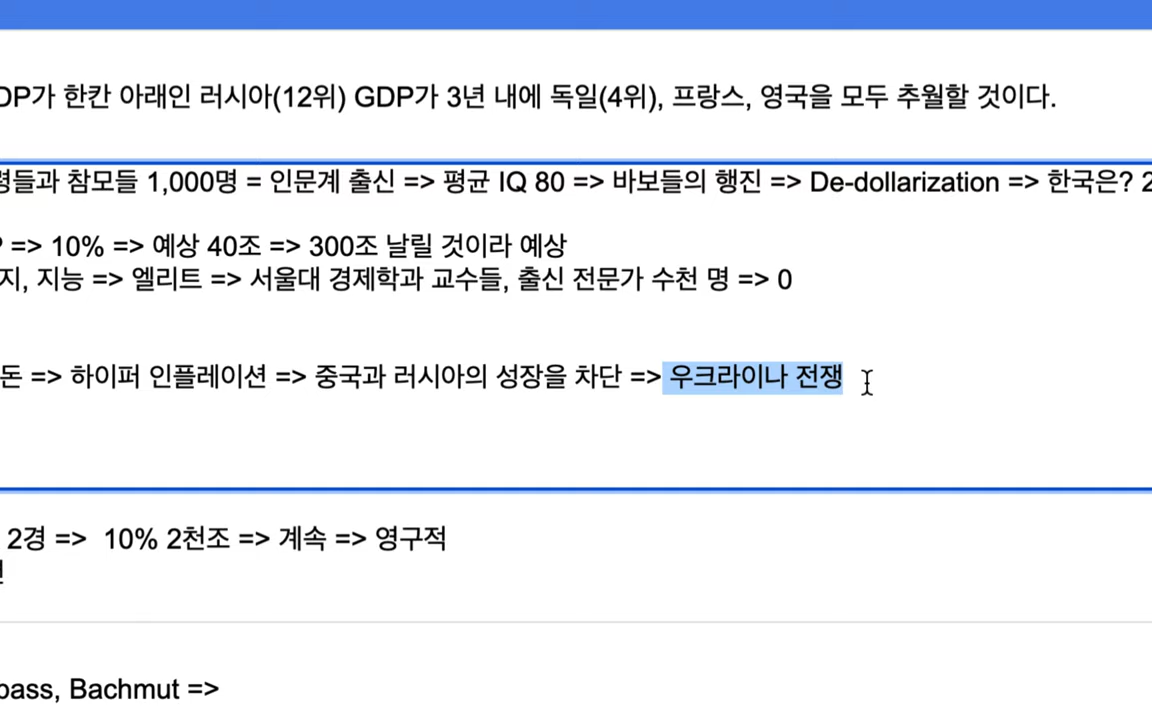 DP가 한칸 아래인 러시아(12위) GDP가 3년 내에 독일(4위), 프랑스, 영국을 모두 추월할 것이다.
령들과 참모들 1,000명 = 인문계 출신 => 평균 IQ 80 => 바보들의 행진 => De-dollarization => 한국은? 2
=> 10% => 예상 40조 => 300조 날릴 것이라 예상
지, 지능 => 엘리트 => 서울대 경제학과 교수들, 출신 전문가 수천 명 => 0
돈 => 하이퍼 인플레이션 => 중국과 러시아의 성장을 차단 => 우크라이나 전쟁
2경 => 10% 2천조 => 계속 => 영구적
bass, Bachmut =>